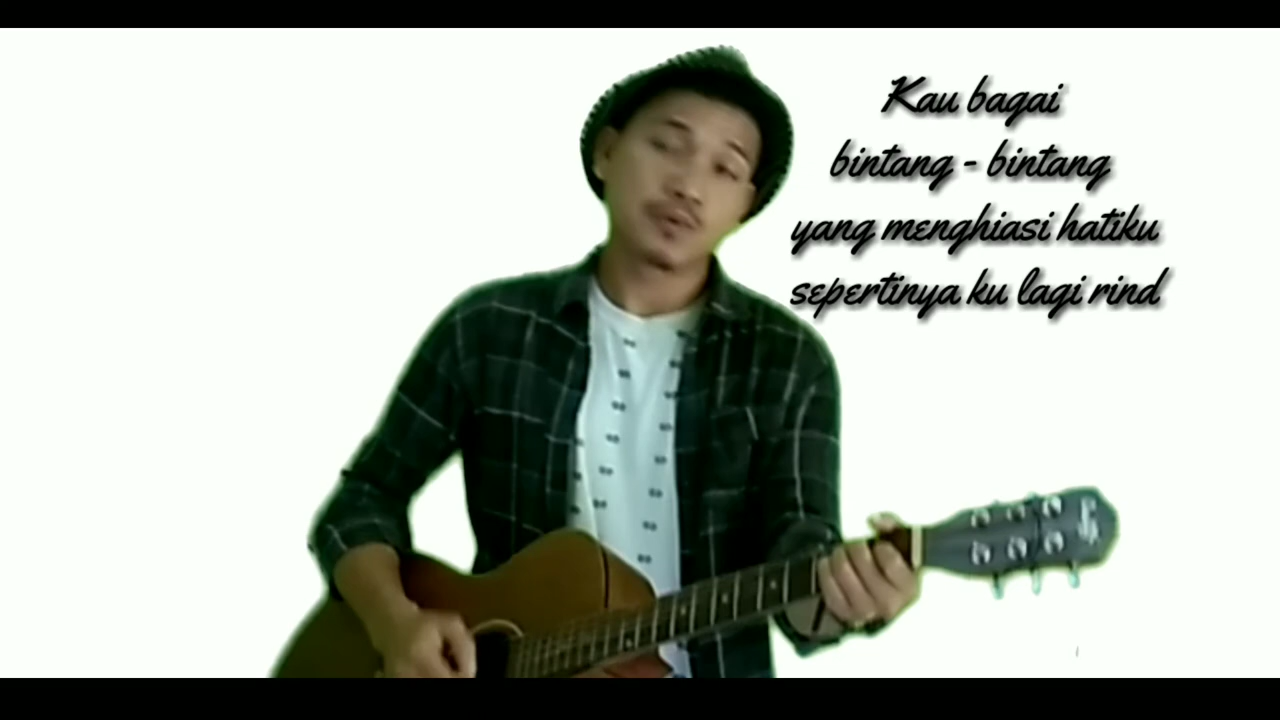 Kau bagai
bintang - bintang
yang menghiasi hatiku
sepertinya ku lagi rind